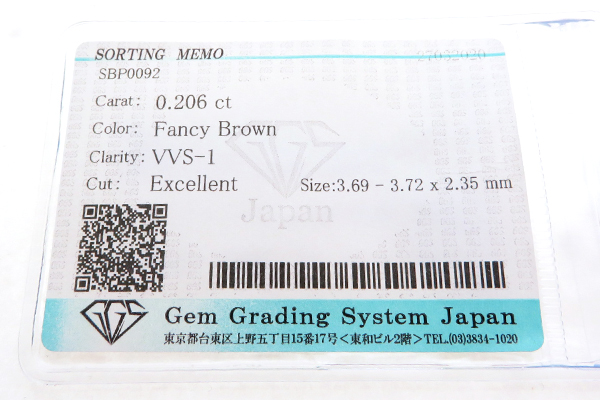 SORTING MEMO
27032020
SBP0092
Carat: 0.206 ct
Color: Fancy Brown
Clarity: VVS-1
Cut: Excellent
Size:3.69 - 3.72 x 2.35 mm
GGS
Japan
GGS
Gem Grading System Japan
東京都台東区上野五丁目15番17号＜東和ビル2階＞TEL.(03)3834-1020